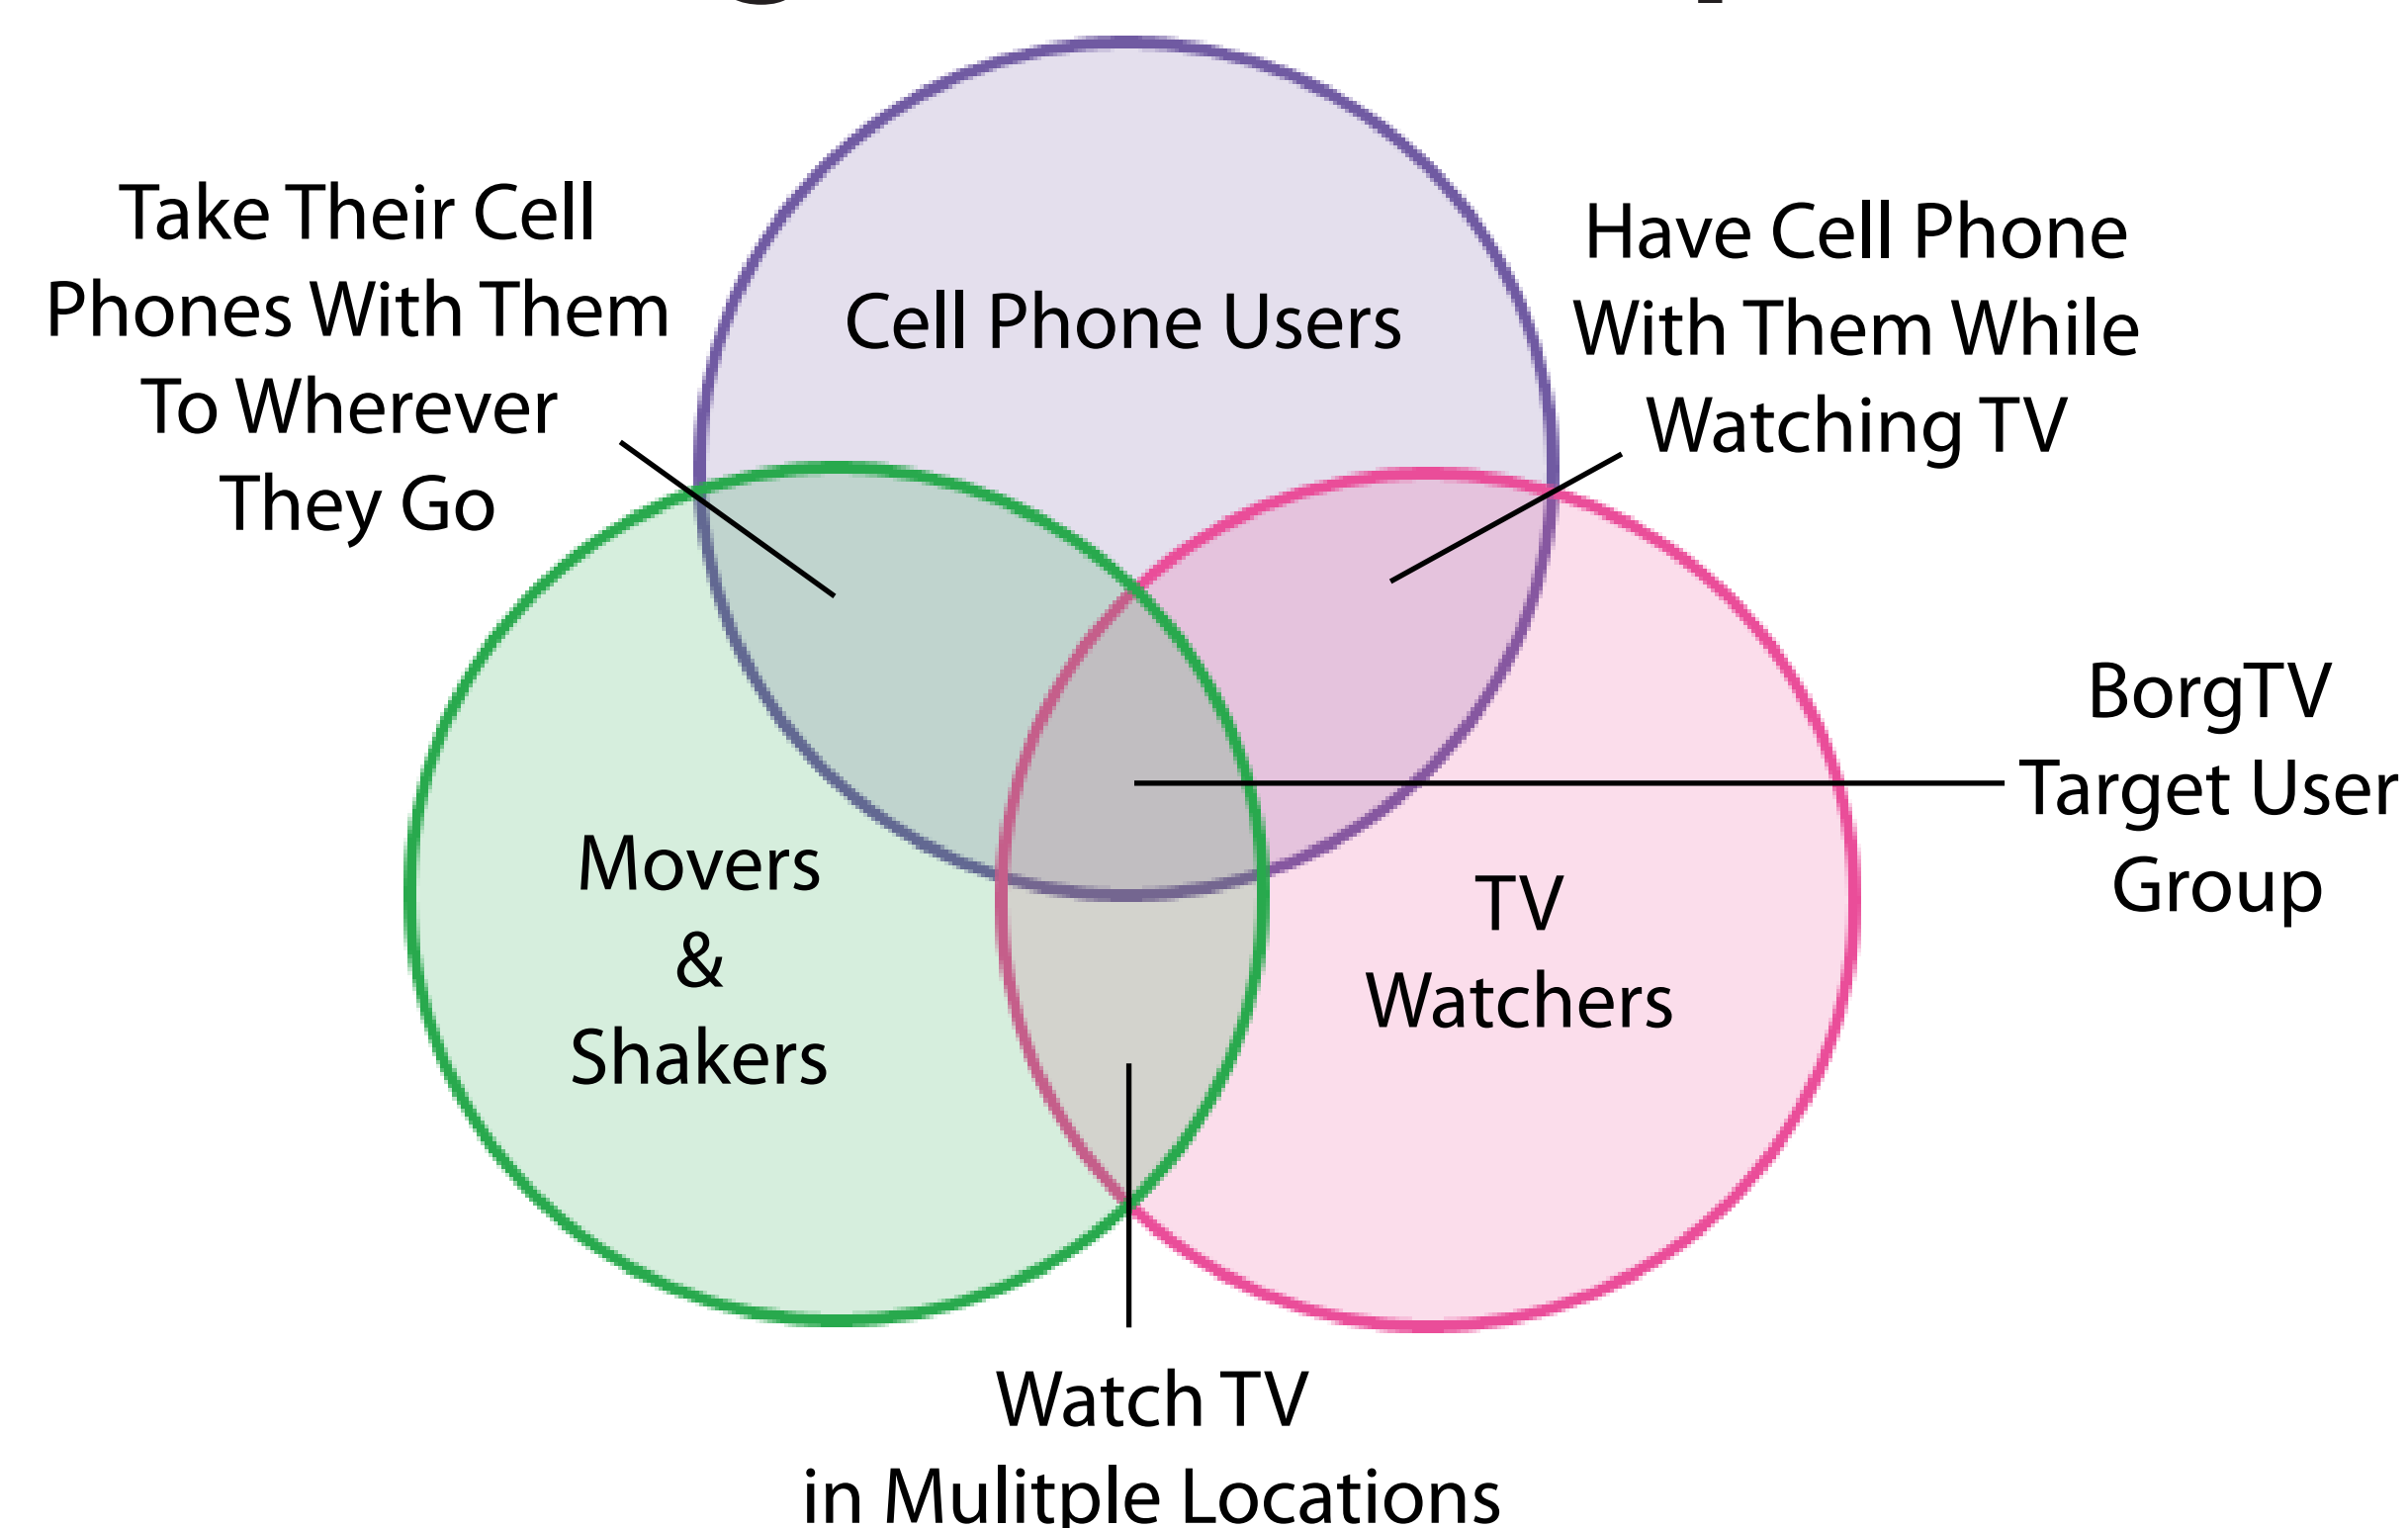 Take Their Cell
Phones With Them
To Wherever
They Go
Cell Phone Users
Have Cell Phone
With Them While
Watching TV
BorgTV
Target User
Group
Movers
&
Shakers
TV
Watchers
Watch TV
in Mulitple Locations